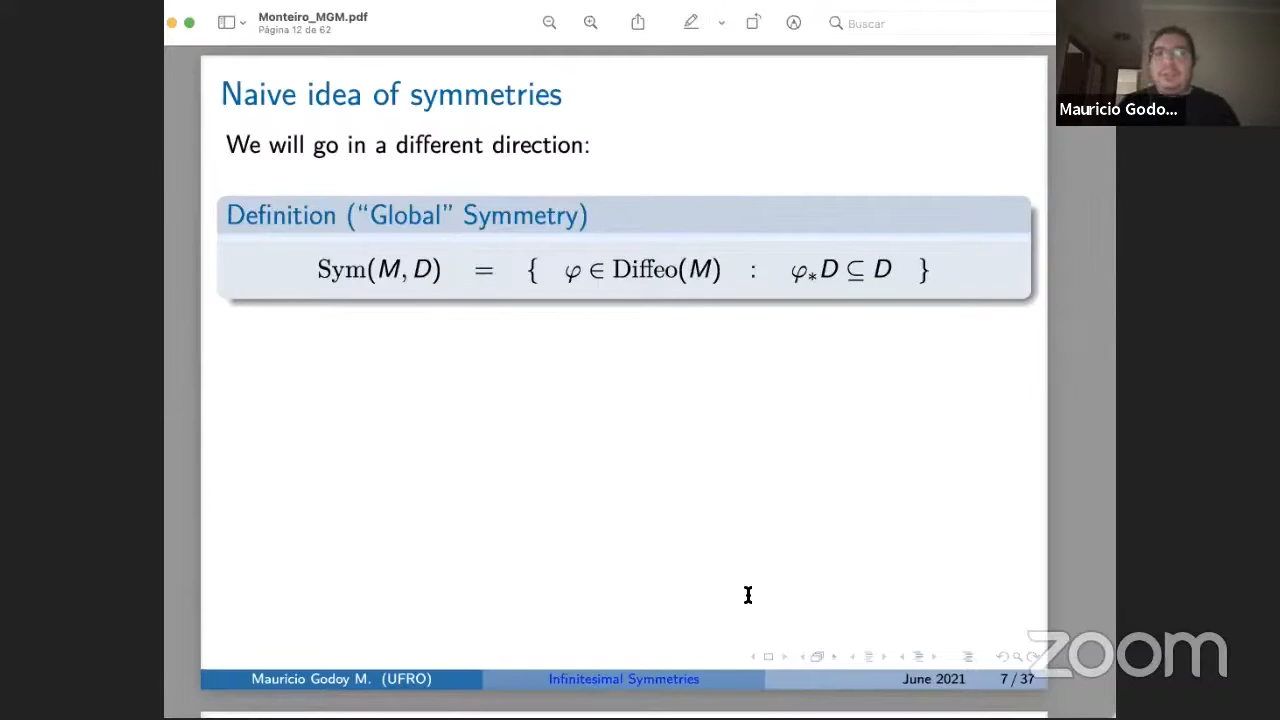 Monteiro_MGM.pdf
Página 12 de 62
Buscar
Mauricio Godo...
Naive idea of symmetries
We will go in a different direction:
Definition (“Global” Symmetry)
Sym(M, D) = { φ ∈ Diffeo(M) : φ∗D ⊆ D }
Mauricio Godoy M. (UFRO) Infinitesimal Symmetries June 2021 7 / 37
zoom